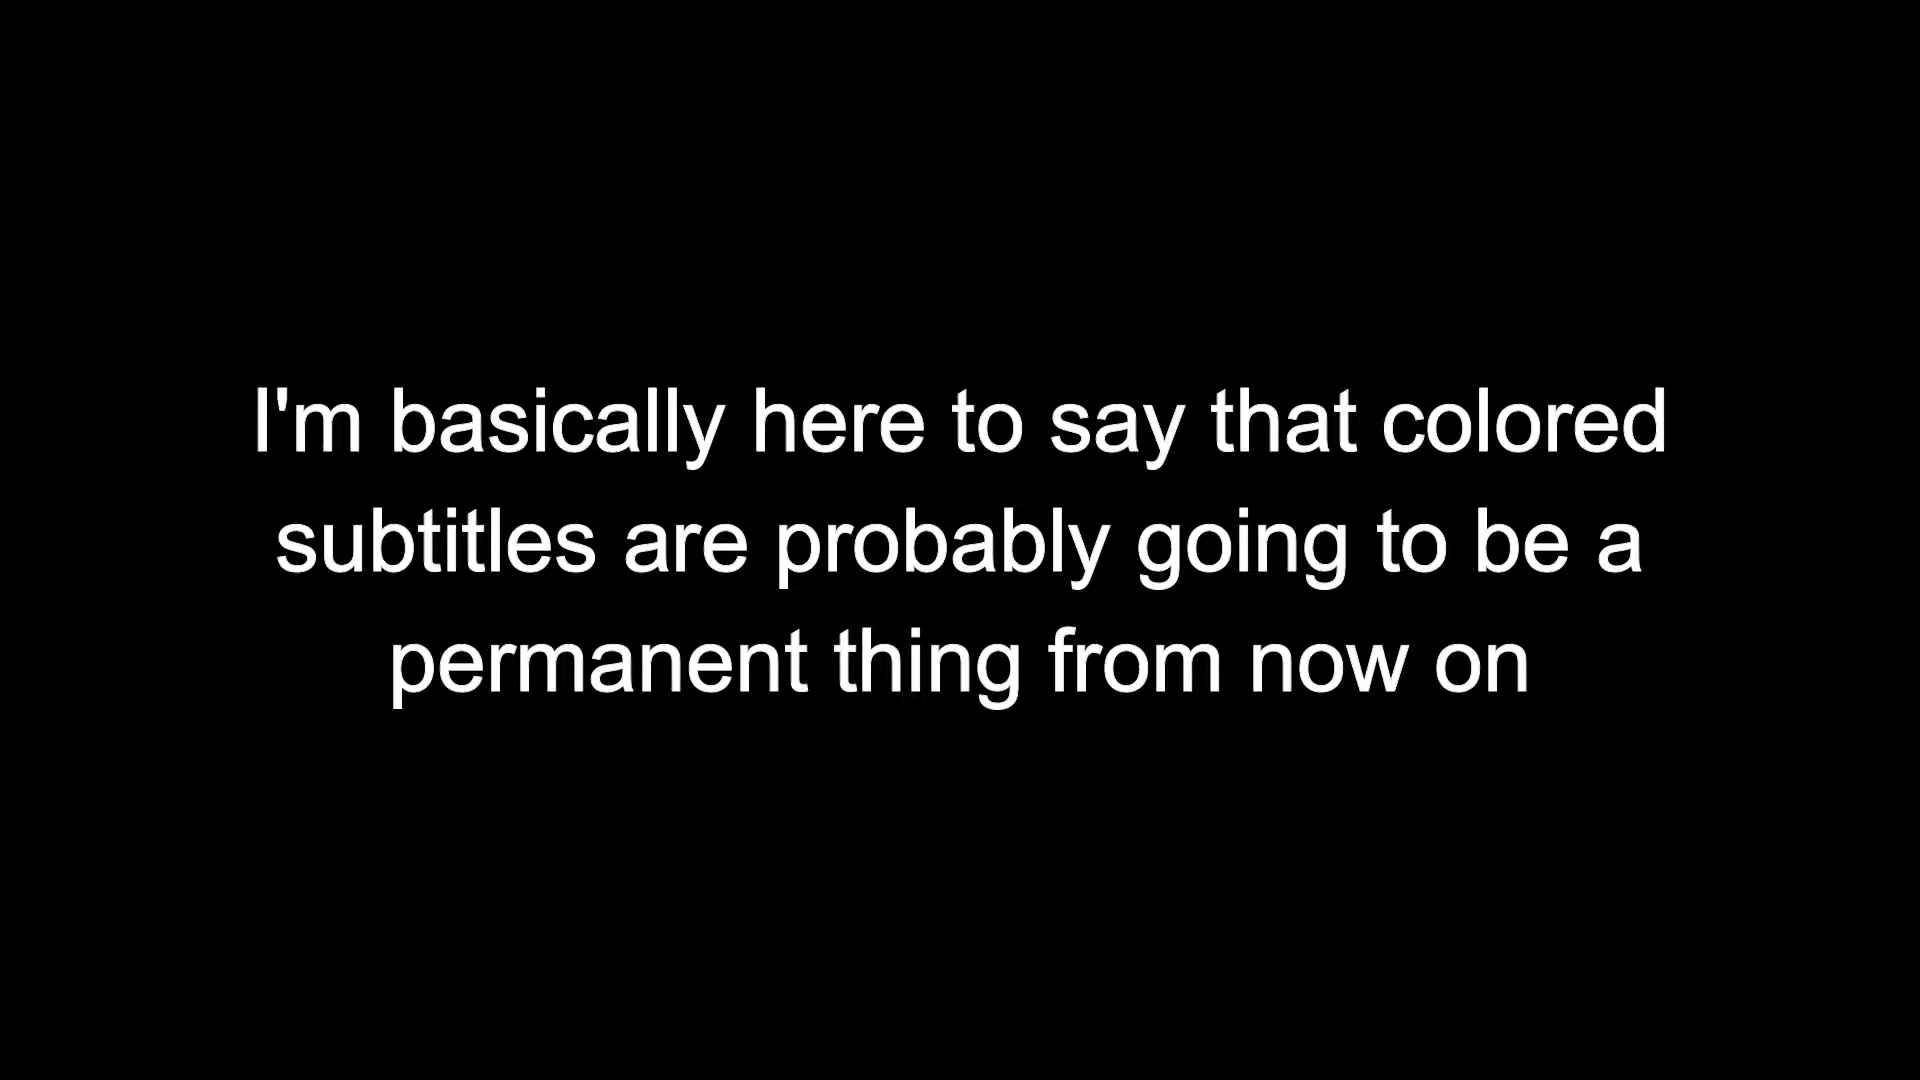 I'm basically here to say that colored
subtitles are probably going to be a
permanent thing from now on